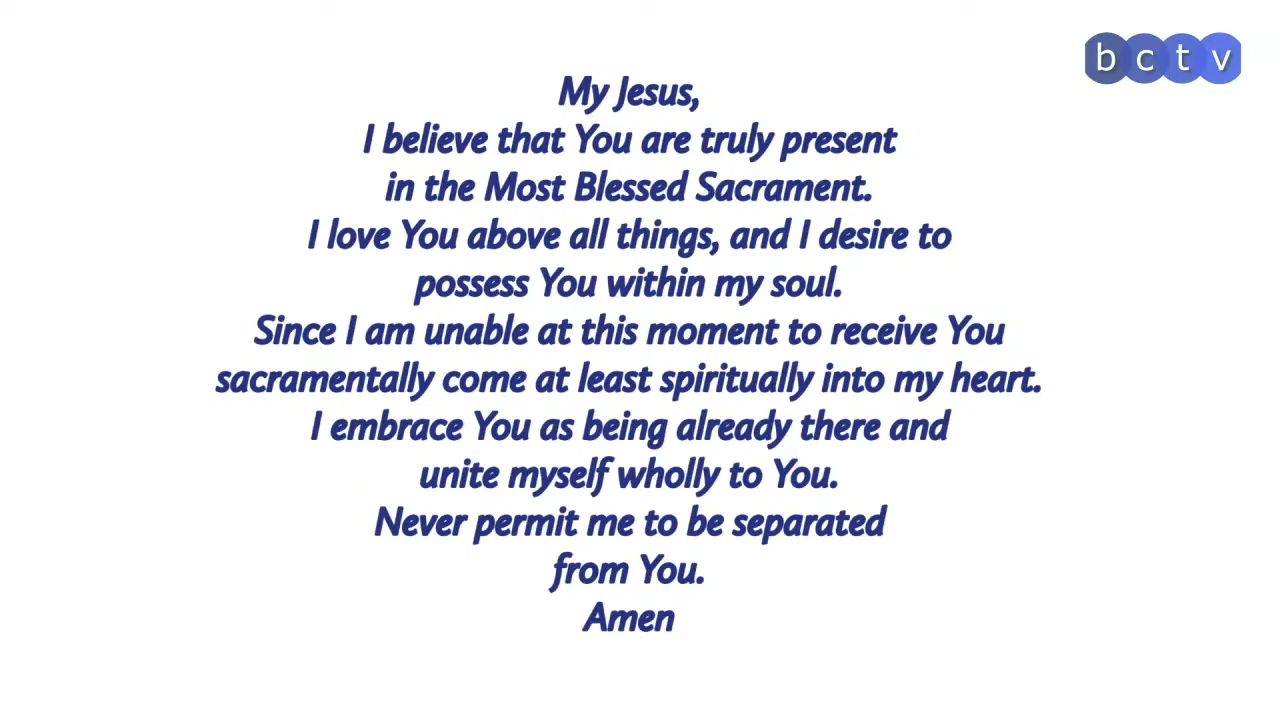 bctv
My Jesus,
I believe that You are truly present
in the Most Blessed Sacrament.
I love You above all things, and I desire to
possess You within my soul.
Since I am unable at this moment to receive You
sacramentally come at least spiritually into my heart.
I embrace You as being already there and
unite myself wholly to You.
Never permit me to be separated
from You.
Amen